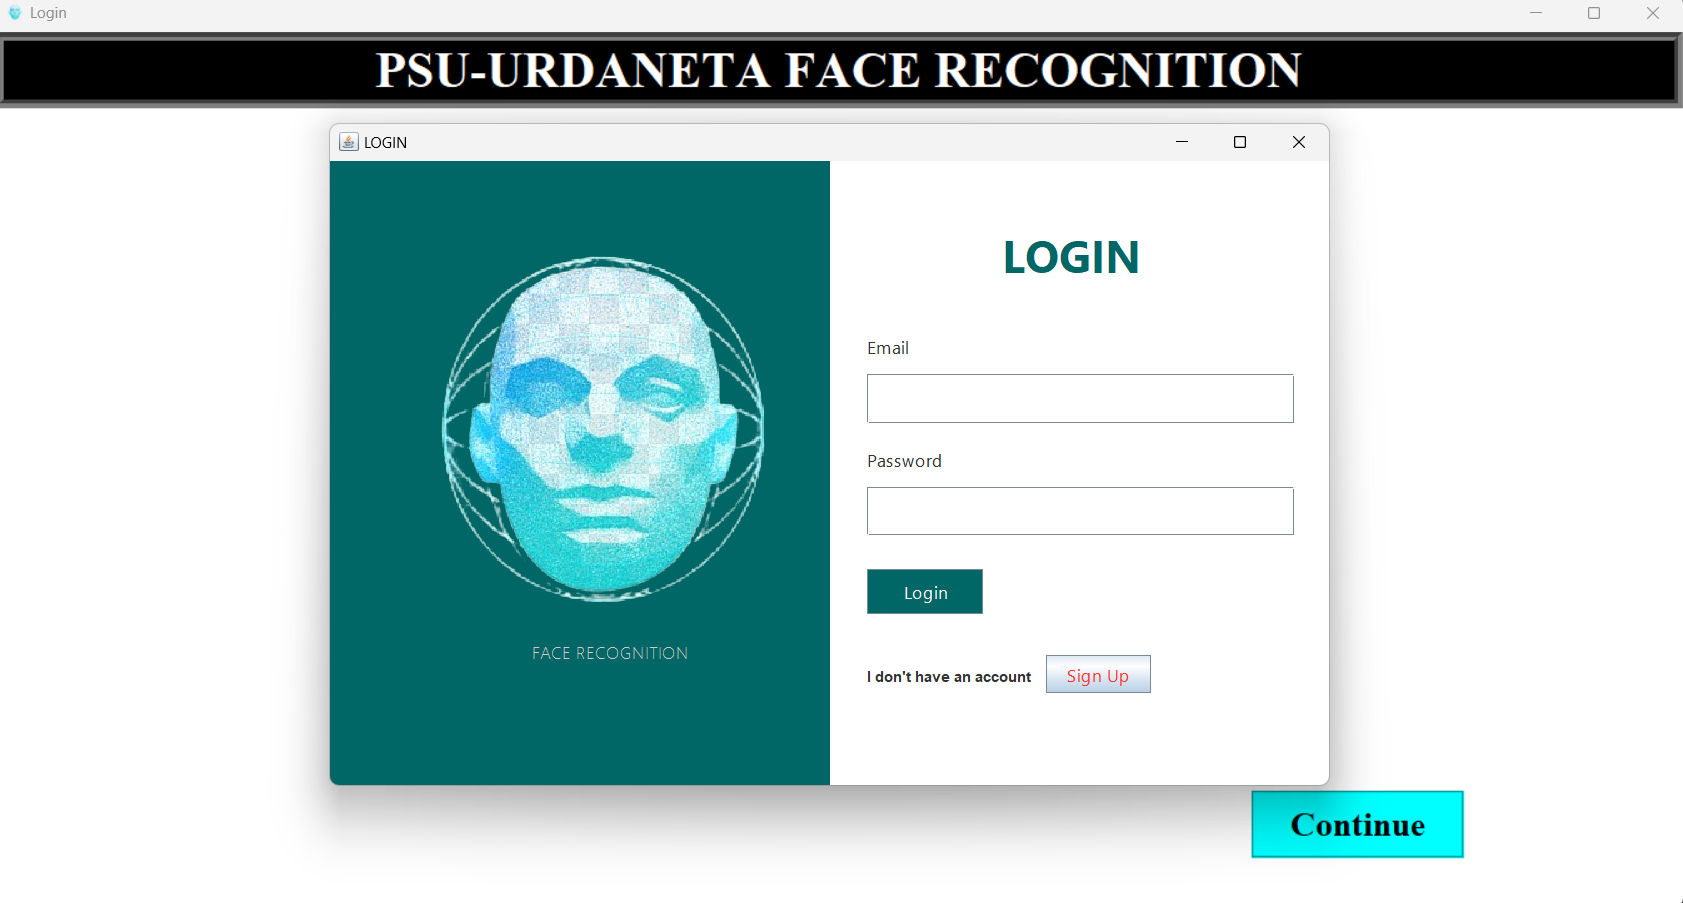 Login
PSU-URDANETA FACE RECOGNITION
LOGIN
FACE RECOGNITION
LOGIN
Email
Password
Login
I don't have an account Sign Up
Continue